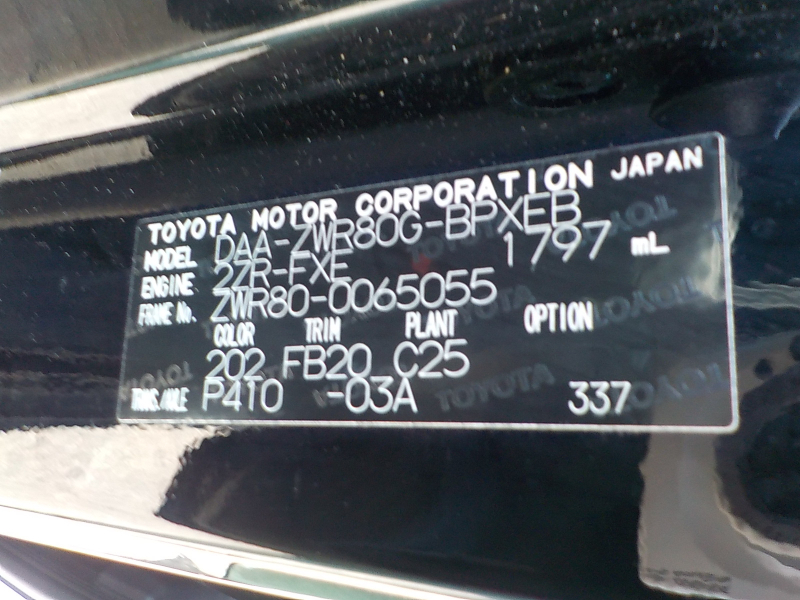 TOYOTA MOTOR CORPORATION JAPAN
MODEL DAA-ZWR80G-BPXEB
ENGINE 2ZR-FXE 1797 mL
FRAME No. ZWR80-0065055
COLOR TRIM PLANT OPTION
202 FB20 C25
TRANS./AXLE P410 -03A 337